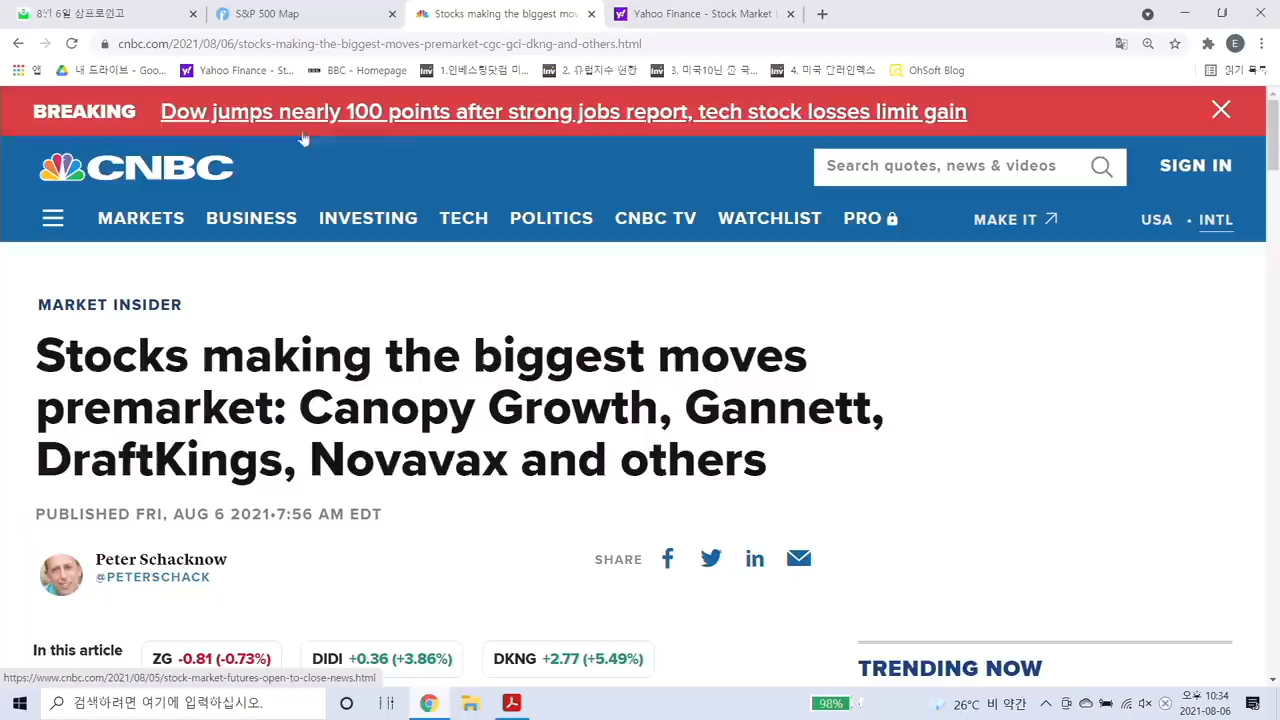 8월 6일 삼프로원고
S&P 500 Map
Stocks making the biggest mov
Yahoo Finance - Stock Market L
cnbc.com/2021/08/06/stocks-making-the-biggest-moves-premarket-cgc-gci-dkng-and-others.html
E
앱
내 드라이브 - Goo...
Yahoo Finance - St...
BBC - Homepage
1.인베스팅닷컴 미...
2. 유럽지수 현황
3. 미국10년 준 국...
4. 미국 달러인덱스
OhSoft Blog
읽기 목록
BREAKING Dow jumps nearly 100 points after strong jobs report, tech stock losses limit gain
CNBC
Search quotes, news & videos
SIGN IN
MARKETS BUSINESS INVESTING TECH POLITICS CNBC TV WATCHLIST PRO
MAKE IT
USA • INTL
MARKET INSIDER
Stocks making the biggest moves
premarket: Canopy Growth, Gannett,
DraftKings, Novavax and others
PUBLISHED FRI, AUG 6 2021•7:56 AM EDT
Peter Schacknow
@PETERSCHACK
SHARE
In this article
ZG -0.81 (-0.73%)
DIDI +0.36 (+3.86%)
DKNG +2.77 (+5.49%)
TRENDING NOW
https://www.cnbc.com/2021/08/05/stock-market-futures-open-to-close-news.html
검색하려면 여기에 입력하십시오.
98%
26°C 비 약간
오후 10:34
2021-08-06